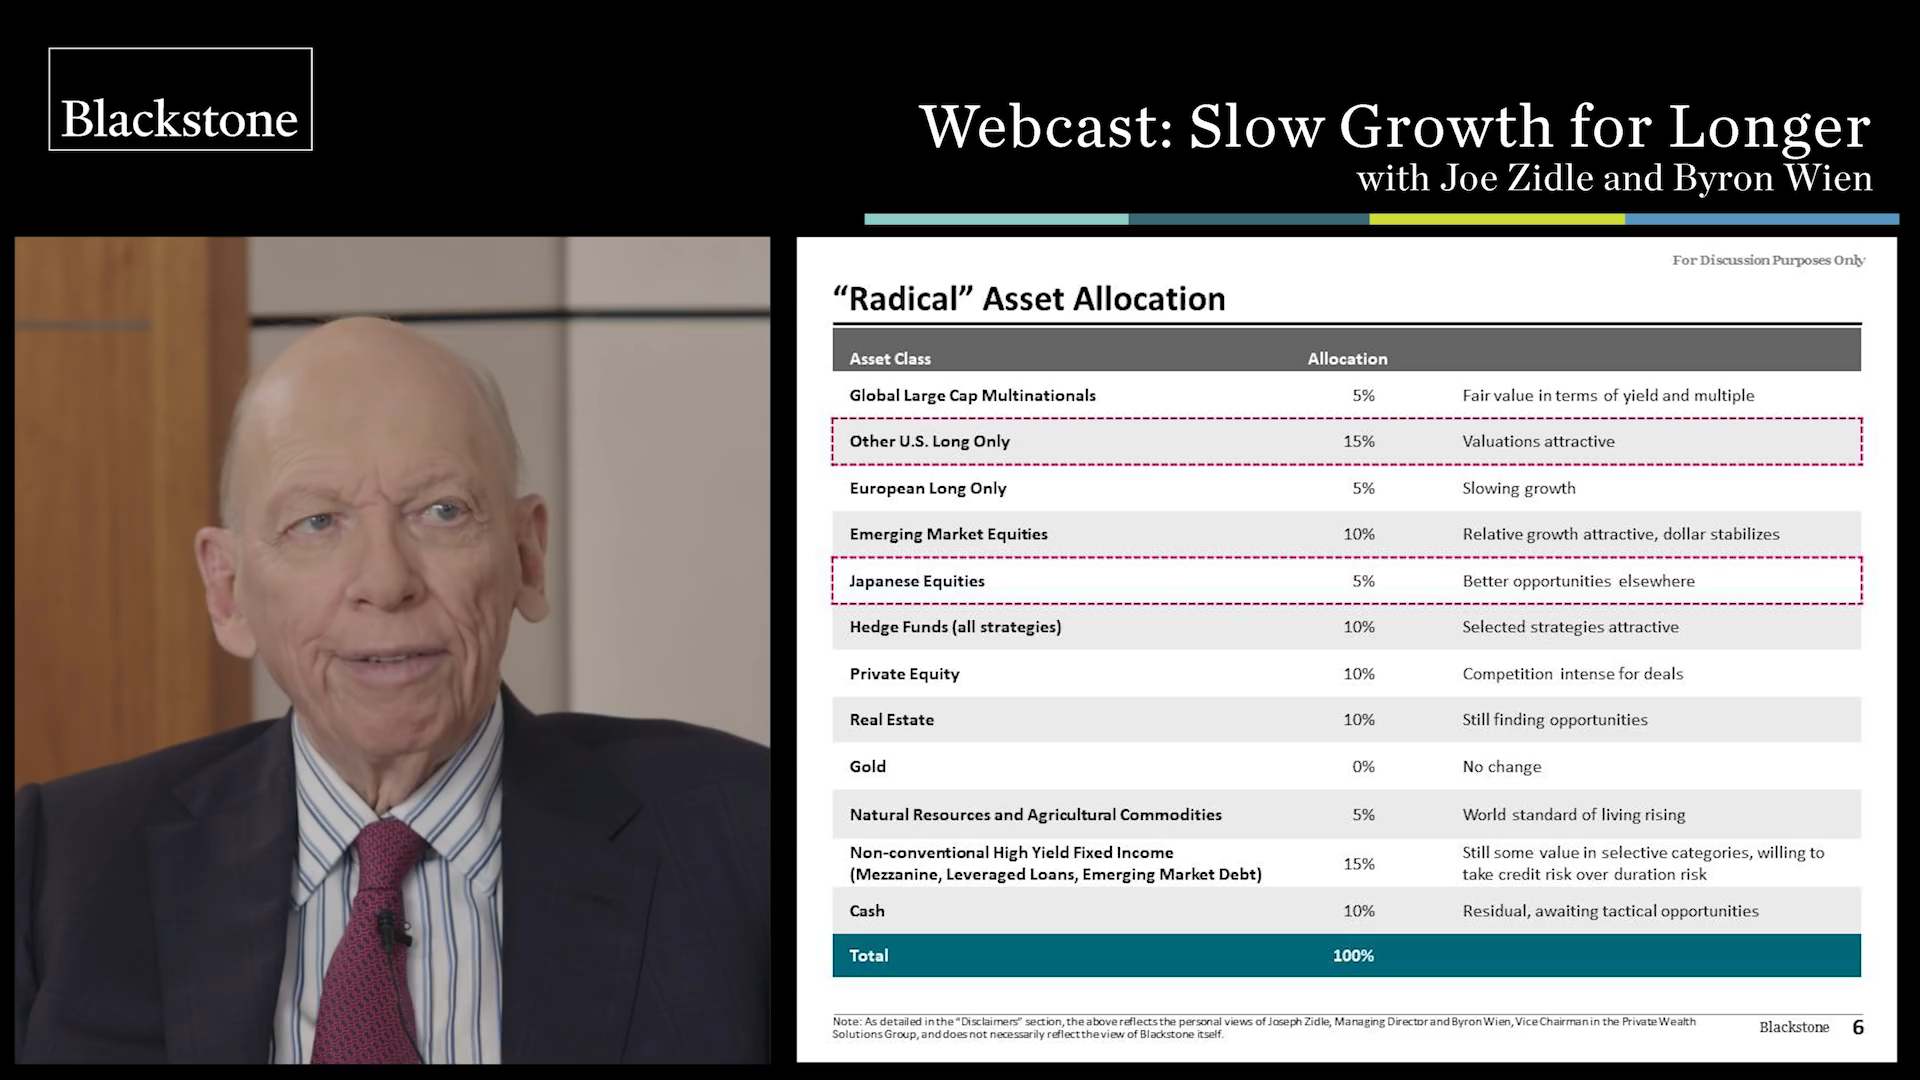 Blackstone
Webcast: Slow Growth for Longer
with Joe Zidle and Byron Wien
For Discussion Purposes Only
“Radical” Asset Allocation
Asset Class Allocation
Global Large Cap Multinationals 5% Fair value in terms of yield and multiple
Other U.S. Long Only 15% Valuations attractive
European Long Only 5% Slowing growth
Emerging Market Equities 10% Relative growth attractive, dollar stabilizes
Japanese Equities 5% Better opportunities elsewhere
Hedge Funds (all strategies) 10% Selected strategies attractive
Private Equity 10% Competition intense for deals
Real Estate 10% Still finding opportunities
Gold 0% No change
Natural Resources and Agricultural Commodities 5% World standard of living rising
Non-conventional High Yield Fixed Income
(Mezzanine, Leveraged Loans, Emerging Market Debt) 15% Still some value in selective categories, willing to
take credit risk over duration risk
Cash 10% Residual, awaiting tactical opportunities
Total 100%
Note: As detailed in the “Disclaimers” section, the above reflects the personal views of Joseph Zidle, Managing Director and Byron Wien, Vice Chairman in the Private Wealth
Solutions Group, and does not necessarily reflect the view of Blackstone itself.
Blackstone 6